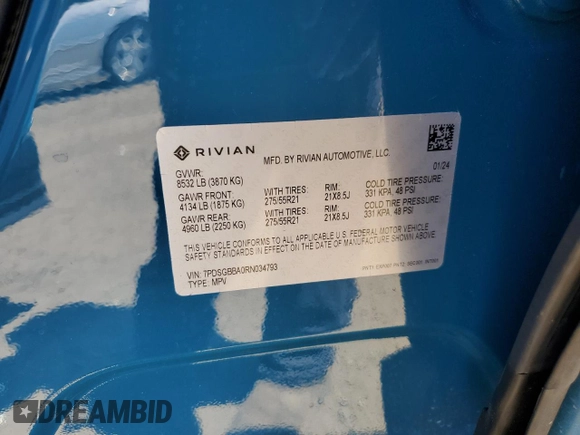 RIVIAN
MFD. BY RIVIAN AUTOMOTIVE, LLC.
01/24
GVWR:
8532 LB (3870 KG)
GAWR FRONT: WITH TIRES: RIM: COLD TIRE PRESSURE:
4134 LB (1875 KG) 275/55R21 21X8.5J 331 KPA, 48 PSI
GAWR REAR: WITH TIRES: RIM: COLD TIRE PRESSURE:
4960 LB (2250 KG) 275/55R21 21X8.5J 331 KPA, 48 PSI
THIS VEHICLE CONFORMS TO ALL APPLICABLE U.S. FEDERAL MOTOR VEHICLE
SAFETY STANDARDS IN EFFECT ON THE DATE OF MANUFACTURE SHOWN ABOVE.
VIN: 7PDSGBBA0RN034793
TYPE: MPV
DREAMBID